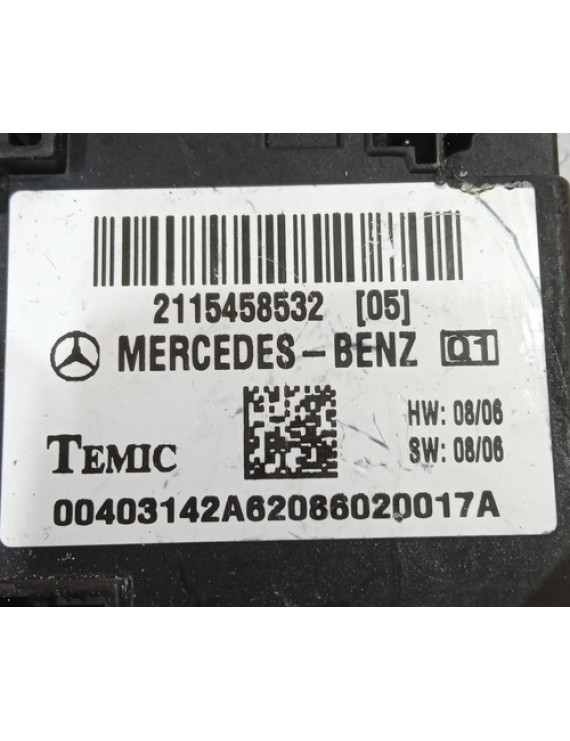 2115458532 [05]
MERCEDES-BENZ Q1
HW: 08/06
TEMIC
SW: 08/06
00403142A62086020017A